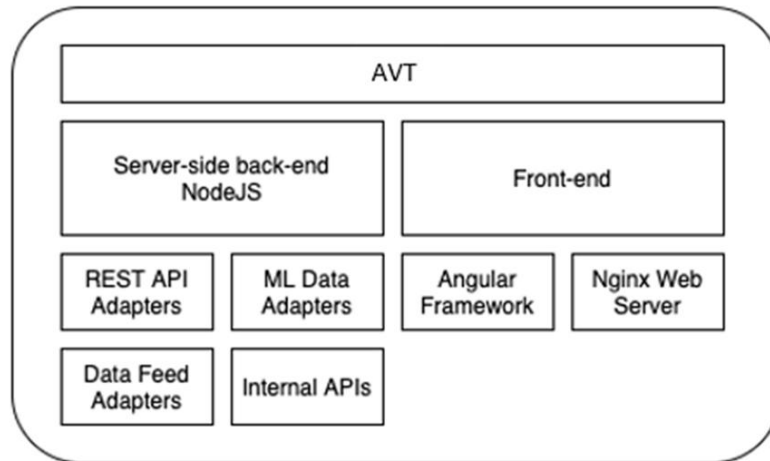 AVT
Server-side back-end
NodeJS
Front-end
REST API
Adapters
ML Data
Adapters
Angular
Framework
Nginx Web
Server
Data Feed
Adapters
Internal APIs